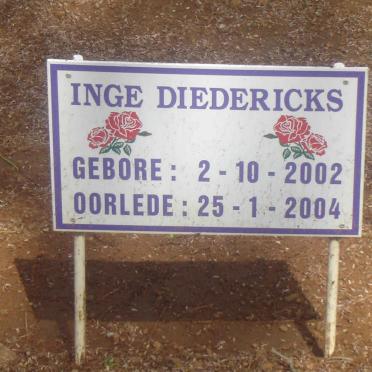 INGE DIEDERICKS
GEBORE : 2 - 10 - 2002
OORLEDE : 25 - 1 - 2004